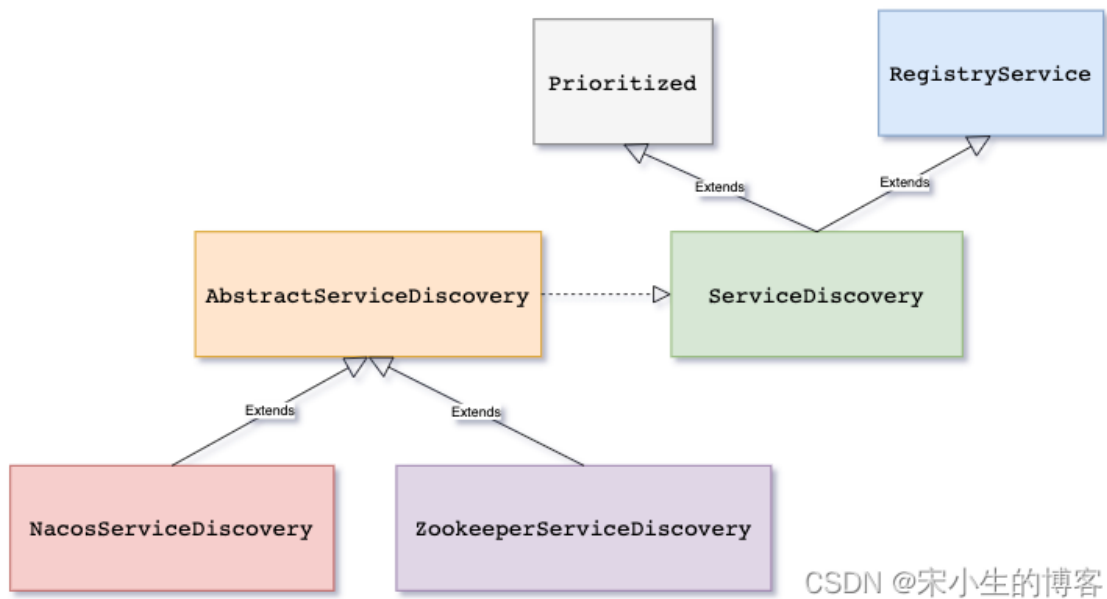 Prioritized
RegistryService
Extends
Extends
AbstractServiceDiscovery
ServiceDiscovery
Extends
Extends
NacosServiceDiscovery
ZookeeperServiceDiscovery
CSDN @宋小生的博客